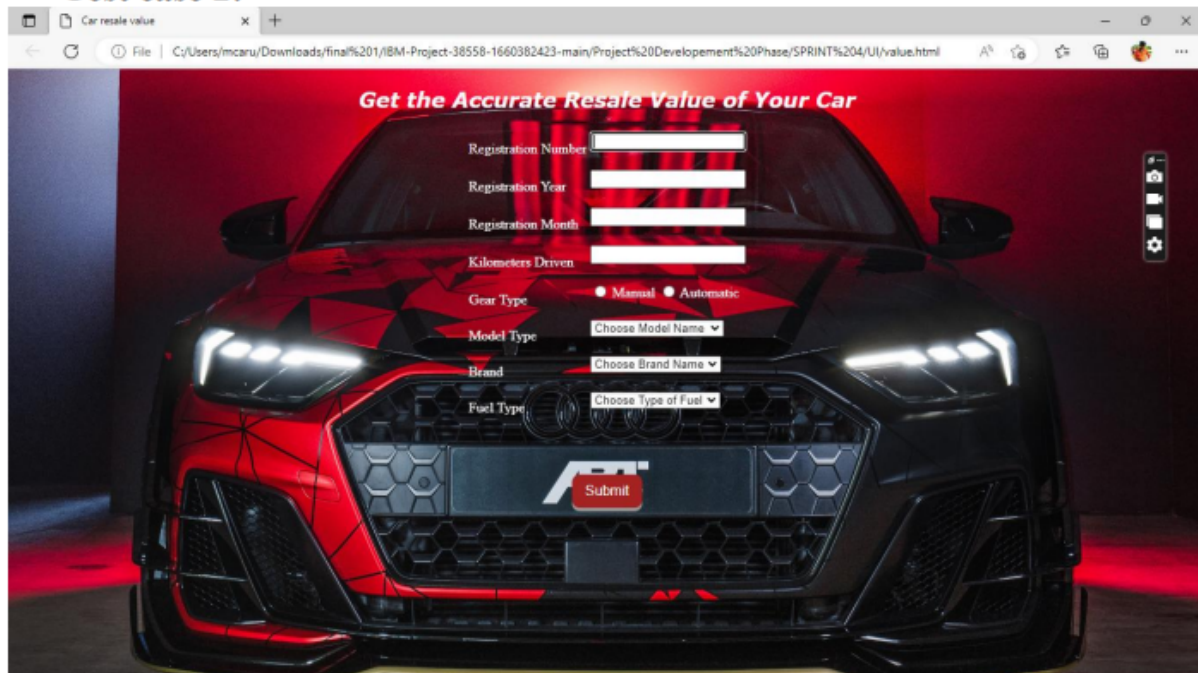 Car resale value
File | C:/Users/mcaru/Downloads/final%201/IBM-Project-38558-1660382423-main/Project%20Developement%20Phase/SPRINT%204/UI/value.html
Get the Accurate Resale Value of Your Car
Registration Number
Registration Year
Registration Month
Kilometers Driven
Gear Type Manual Automatic
Model Type Choose Model Name
Brand Choose Brand Name
Fuel Type Choose Type of Fuel
Submit